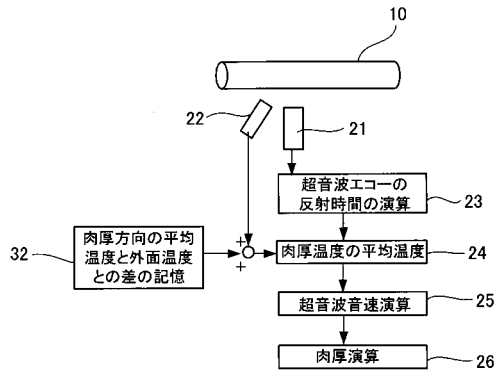 10
22
21
超音波エコーの
反射時間の演算
23
32
肉厚方向の平均
温度と外面温度
との差の記憶
+
+
肉厚温度の平均温度
24
超音波音速演算
25
肉厚演算
26